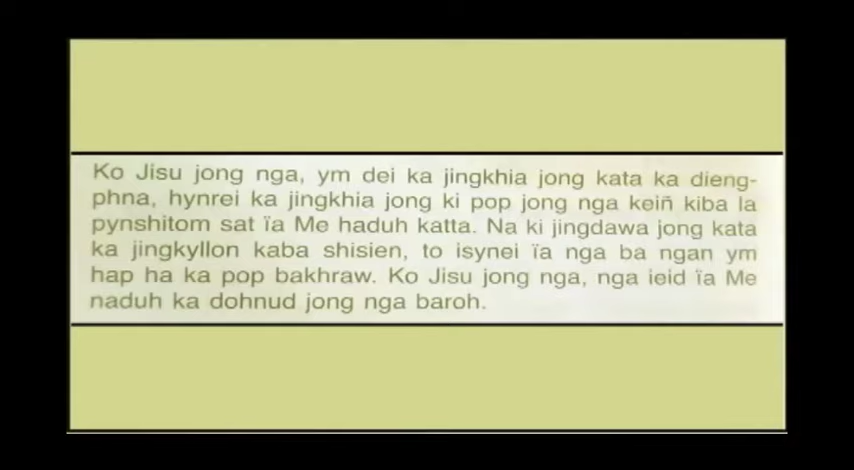 Ko Jisu jong nga, ym dei ka jingkhia jong kata ka dieng-
phna, hynrei ka jingkhia jong ki pop jong nga keiñ kiba la
pynshitom sat ïa Me haduh katta. Na ki jingdawa jong kata
ka jingkyllon kaba shisien, to isynei ïa nga ba ngan ym
hap ha ka pop bakhraw. Ko Jisu jong nga, nga ieid ïa Me
naduh ka dohnud jong nga baroh.